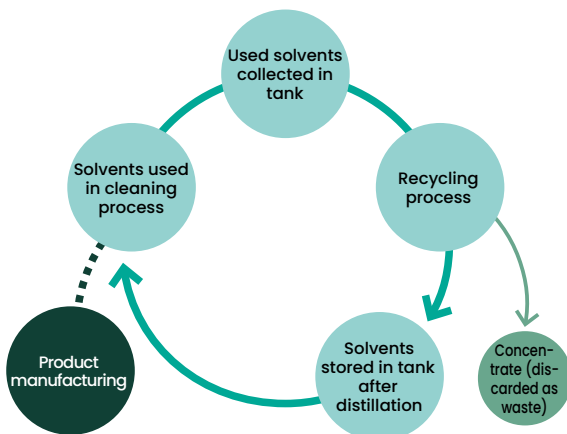 Used solvents
collected in
tank
Solvents used
in cleaning
process
Recycling
process
Product
manufacturing
Solvents
stored in tank
after
distillation
Concen-
trate (dis-
carded as
waste)